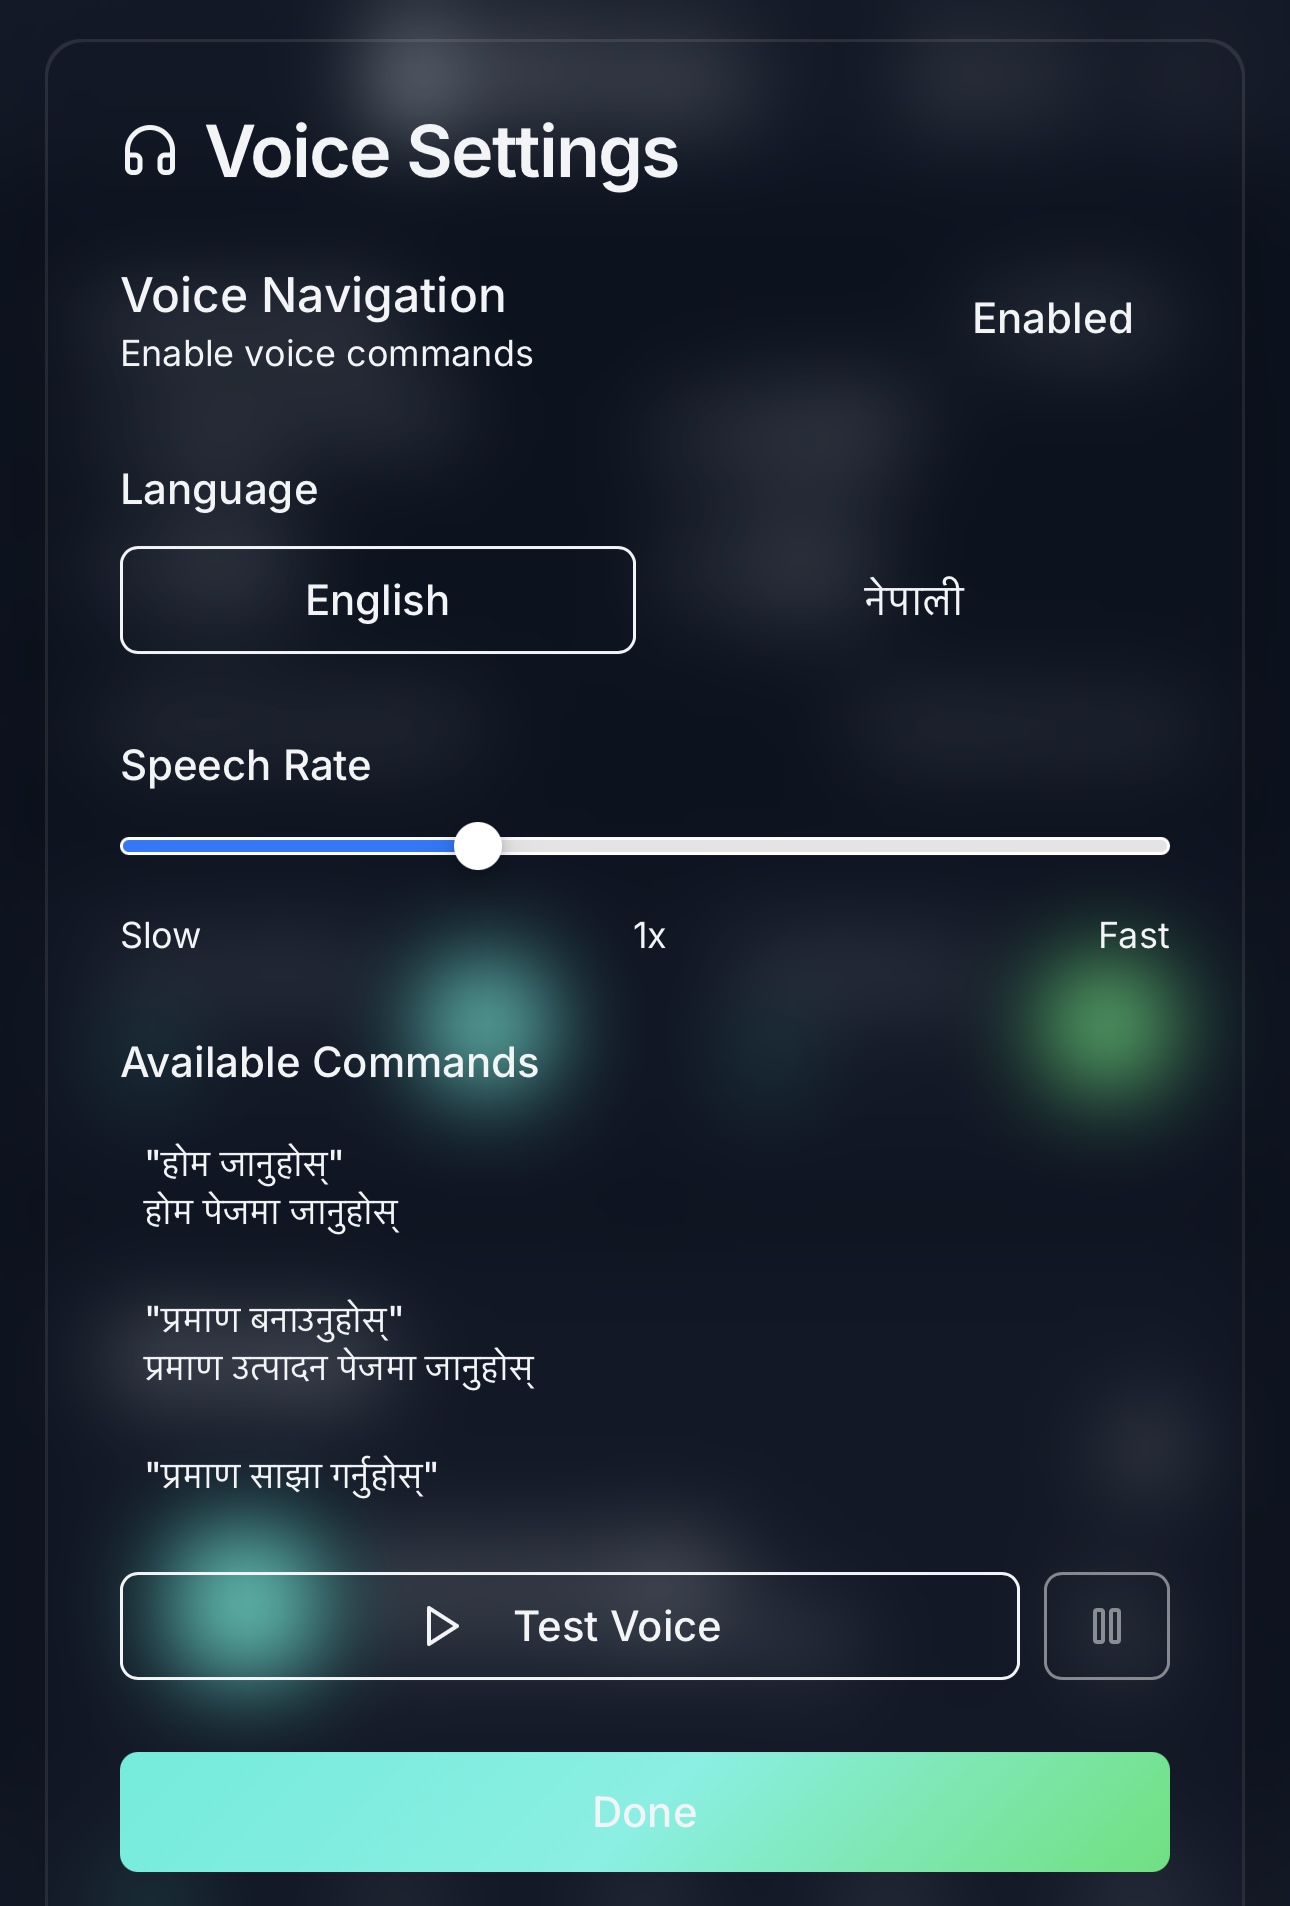 Voice Settings
Voice Navigation
Enable voice commands
Enabled
Language
English
नेपाली
Speech Rate
Slow
1x
Fast
Available Commands
"होम जानुहोस्"
होम पेजमा जानुहोस्
"प्रमाण बनाउनुहोस्"
प्रमाण उत्पादन पेजमा जानुहोस्
"प्रमाण साझा गर्नुहोस्"
Test Voice
Done